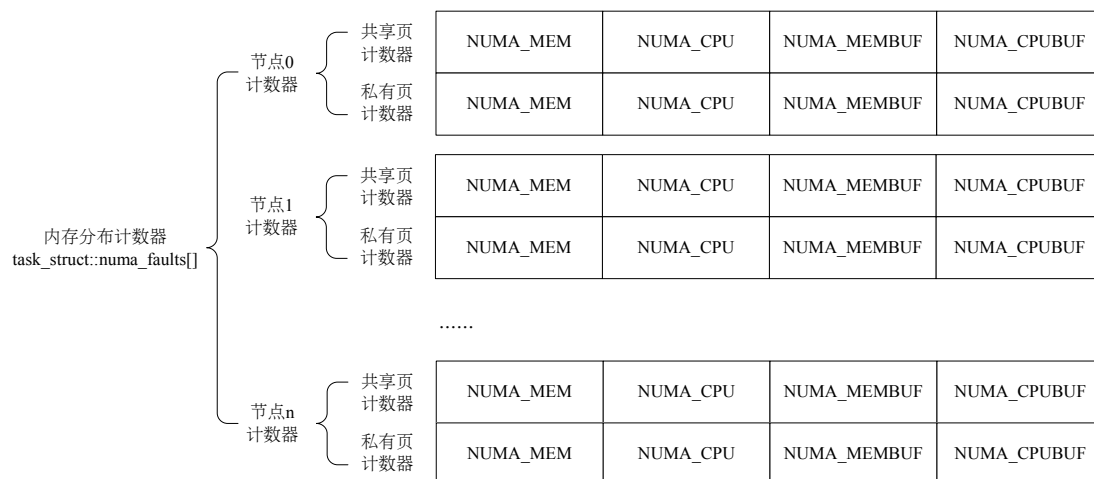 内存分布计数器
task_struct::numa_faults[]
节点0
计数器
共享页
计数器
NUMA_MEM NUMA_CPU NUMA_MEMBUF NUMA_CPUBUF
私有页
计数器
NUMA_MEM NUMA_CPU NUMA_MEMBUF NUMA_CPUBUF
节点1
计数器
共享页
计数器
NUMA_MEM NUMA_CPU NUMA_MEMBUF NUMA_CPUBUF
私有页
计数器
NUMA_MEM NUMA_CPU NUMA_MEMBUF NUMA_CPUBUF
......
节点n
计数器
共享页
计数器
NUMA_MEM NUMA_CPU NUMA_MEMBUF NUMA_CPUBUF
私有页
计数器
NUMA_MEM NUMA_CPU NUMA_MEMBUF NUMA_CPUBUF